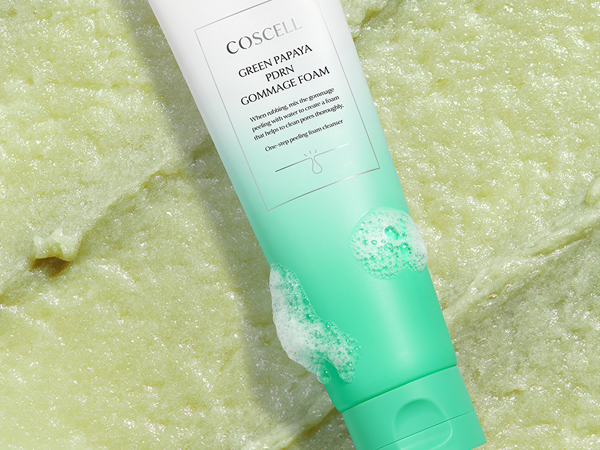 COSCELL
GREEN PAPAYA
PDRN
GOMMAGE FOAM
When rubbing, mix the gommage
peeling with water to create a foam
that helps to clean pores thoroughly.
One-step peeling foam cleanser